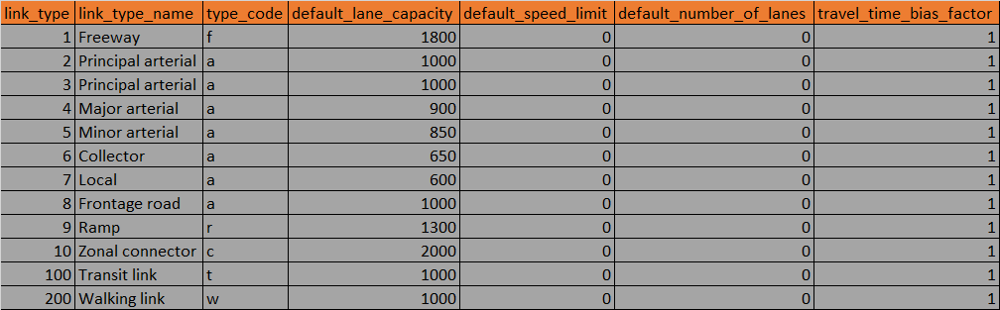 link_type link_type_name type_code default_lane_capacity default_speed_limit default_number_of_lanes travel_time_bias_factor
1 Freeway f 1800 0 0 1
2 Principal arterial a 1000 0 0 1
3 Principal arterial a 1000 0 0 1
4 Major arterial a 900 0 0 1
5 Minor arterial a 850 0 0 1
6 Collector a 650 0 0 1
7 Local a 600 0 0 1
8 Frontage road a 1000 0 0 1
9 Ramp r 1300 0 0 1
10 Zonal connector c 2000 0 0 1
100 Transit link t 1000 0 0 1
200 Walking link w 1000 0 0 1